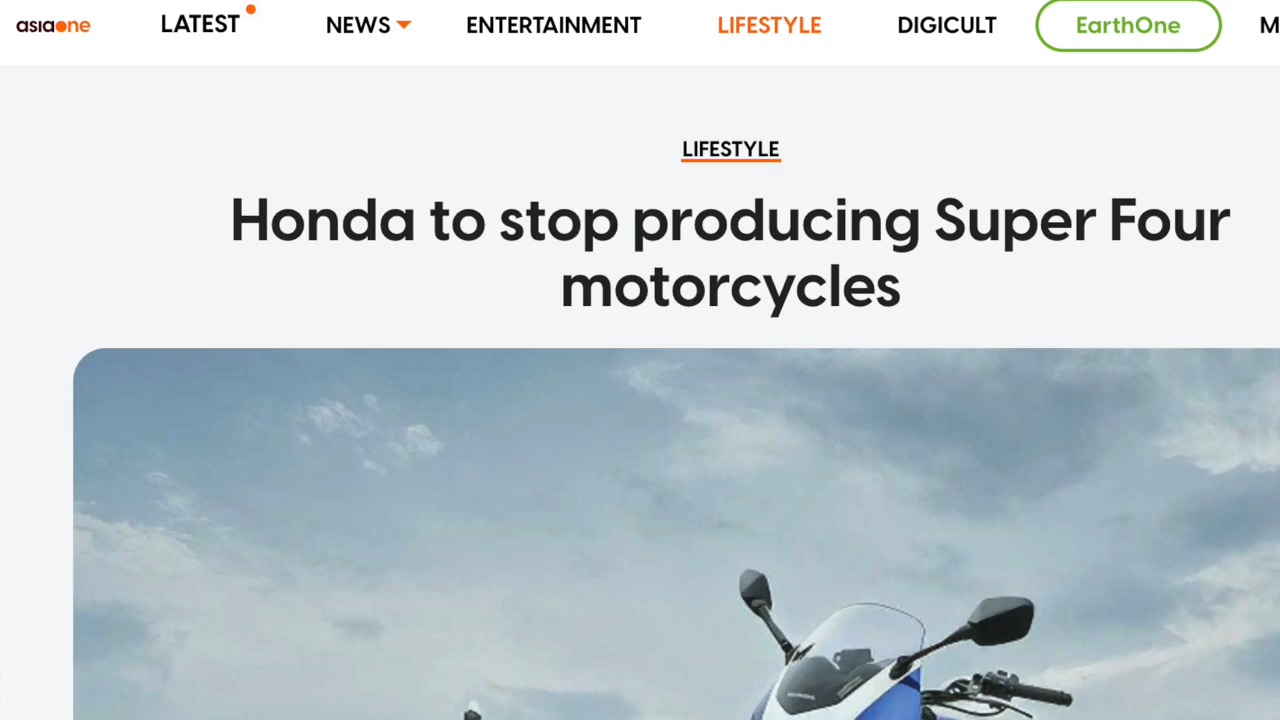 asiaone
LATEST
NEWS
ENTERTAINMENT
LIFESTYLE
DIGICULT
EarthOne
M
LIFESTYLE
Honda to stop producing Super Four
motorcycles